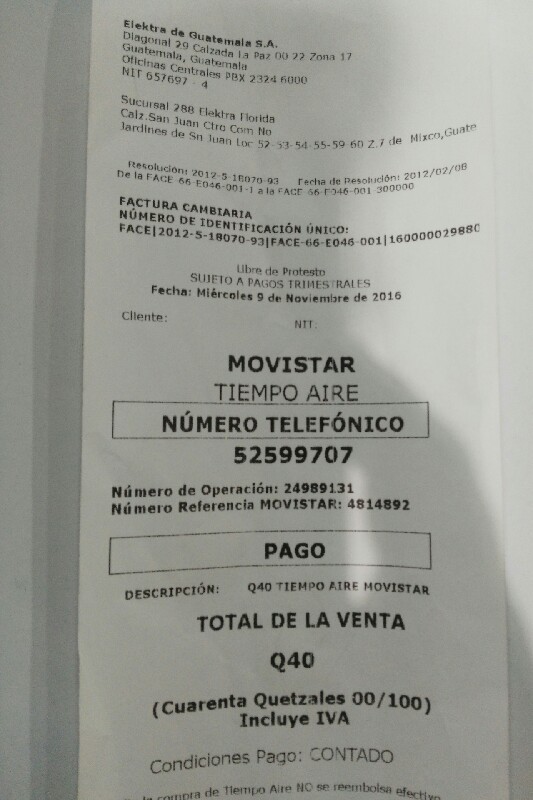 Elektra de Guatemala S.A.
Diagonal 29 Calzada La Paz 00 22 Zona 17
Guatemala, Guatemala
Oficinas Centrales PBX 2324 6000
NIT 657697 - 4
Sucursal 288 Elektra Florida
Calz.San Juan Ctro Com No
Jardines de Sn Juan Loc 52-53-54-55-59 60 Z.7 de Mixco,Guate
Resolución: 2012-5-18070-93 Fecha de Resolución: 2012/02/08
De la FACE-66-E046-001-1 a la FACE-66-E046-001-300000
FACTURA CAMBIARIA
NÚMERO DE IDENTIFICACIÓN ÚNICO:
FACE|2012-5-18070-93|FACE-66-E046-001|160000029880
Libre de Protesto
SUJETO A PAGOS TRIMESTRALES
Fecha: Miércoles 9 de Noviembre de 2016
Cliente: NIT:
MOVISTAR
TIEMPO AIRE
NÚMERO TELEFÓNICO
52599707
Número de Operación: 24989131
Número Referencia MOVISTAR: 4814892
PAGO
DESCRIPCIÓN: Q40 TIEMPO AIRE MOVISTAR
TOTAL DE LA VENTA
Q40
(Cuarenta Quetzales 00/100)
Incluye IVA
Condiciones Pago: CONTADO
la compra de Tiempo Aire NO se reembolsa efectivo